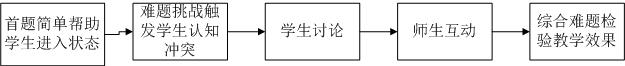 首题简单帮助
学生进入状态
难题挑战触
发学生认知
冲突
学生讨论
师生互动
综合难题检
验教学效果